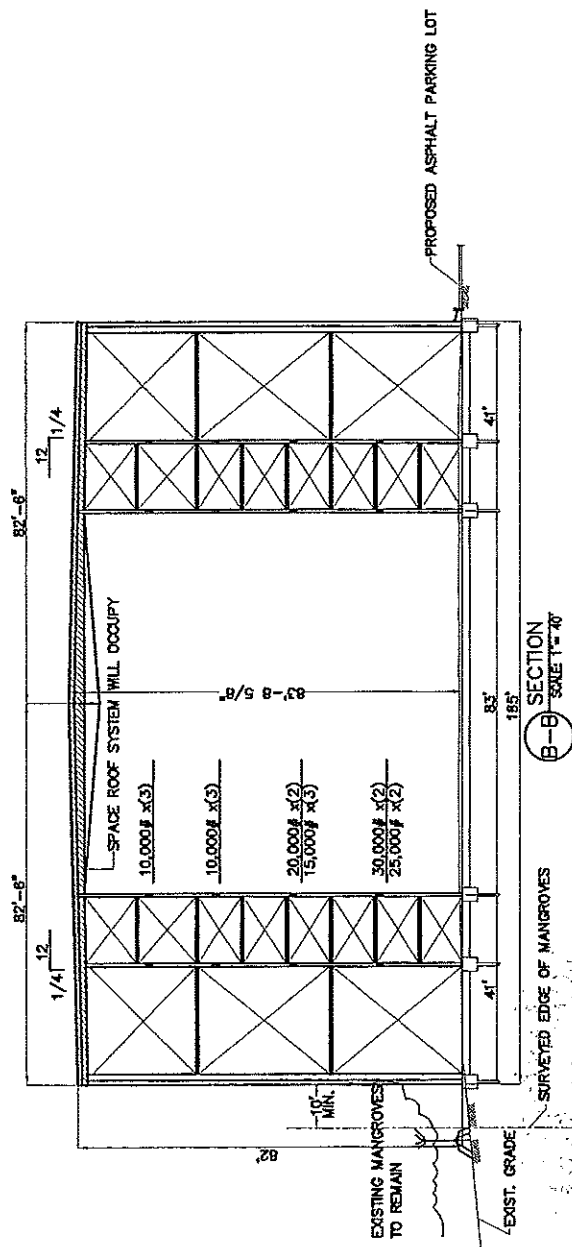 82'-6"
82'-6"
12
1/4
12
1/4
SPACE ROOF SYSTEM WILL OCCUPY
10,000# x(3)
10,000# x(3)
20,000# x(2)
15,000# x(3)
30,000# x(2)
25,000# x(2)
83'-8 5/8"
82'
10'
MIN.
EXISTING MANGROVES
TO REMAIN
EXIST. GRADE
SURVEYED EDGE OF MANGROVES
PROPOSED ASPHALT PARKING LOT
41'
83'
41'
165'
B-B SECTION
SCALE 1"= 40'